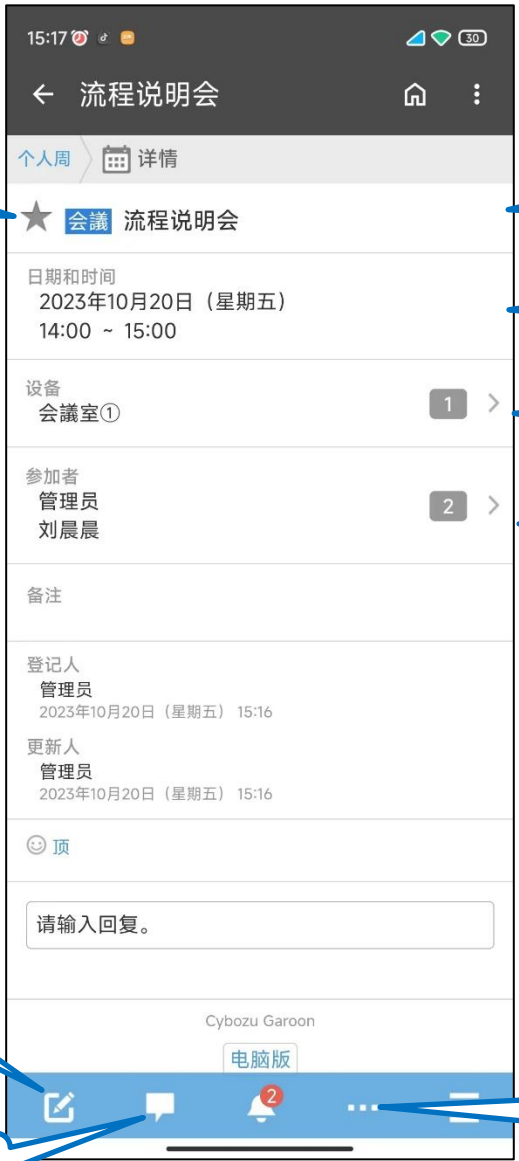 15:17
30
流程说明会
个人周
详情
会議 流程说明会
日期和时间
2023年10月20日（星期五）
14:00 ~ 15:00
设备
会議室①
1
参加者
管理员
刘晨晨
2
备注
登记人
管理员
2023年10月20日（星期五） 15:16
更新人
管理员
2023年10月20日（星期五） 15:16
顶
请输入回复。
Cybozu Garoon
电脑版
2